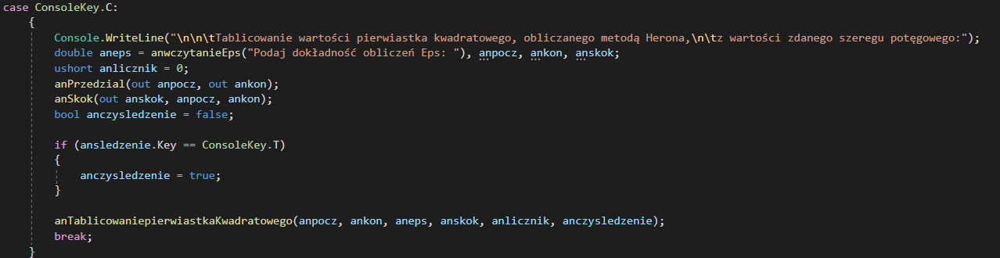 case ConsoleKey.C:
{
Console.WriteLine("\n\n\tTablicowanie wartości pierwiastka kwadratowego, obliczanego metodą Herona,\n\tz wartości zdanego szeregu potęgowego:");
double aneps = anwczytanieEps("Podaj dokładność obliczeń Eps: "), anpocz, ankon, anskok;
ushort anlicznik = 0;
anPrzedzial(out anpocz, out ankon);
anSkok(out anskok, anpocz, ankon);
bool anczysledzenie = false;
if (ansledzenie.Key == ConsoleKey.T)
{
anczysledzenie = true;
}
anTablicowaniepierwiastkaKwadratowego(anpocz, ankon, aneps, anskok, anlicznik, anczysledzenie);
break;
}